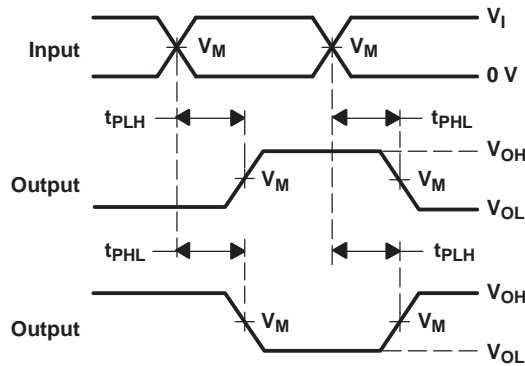 V_I
Input V_M V_M
0 V
t_PLH t_PHL
V_OH
Output V_M V_M
V_OL
t_PHL t_PLH
V_OH
Output V_M V_M
V_OL